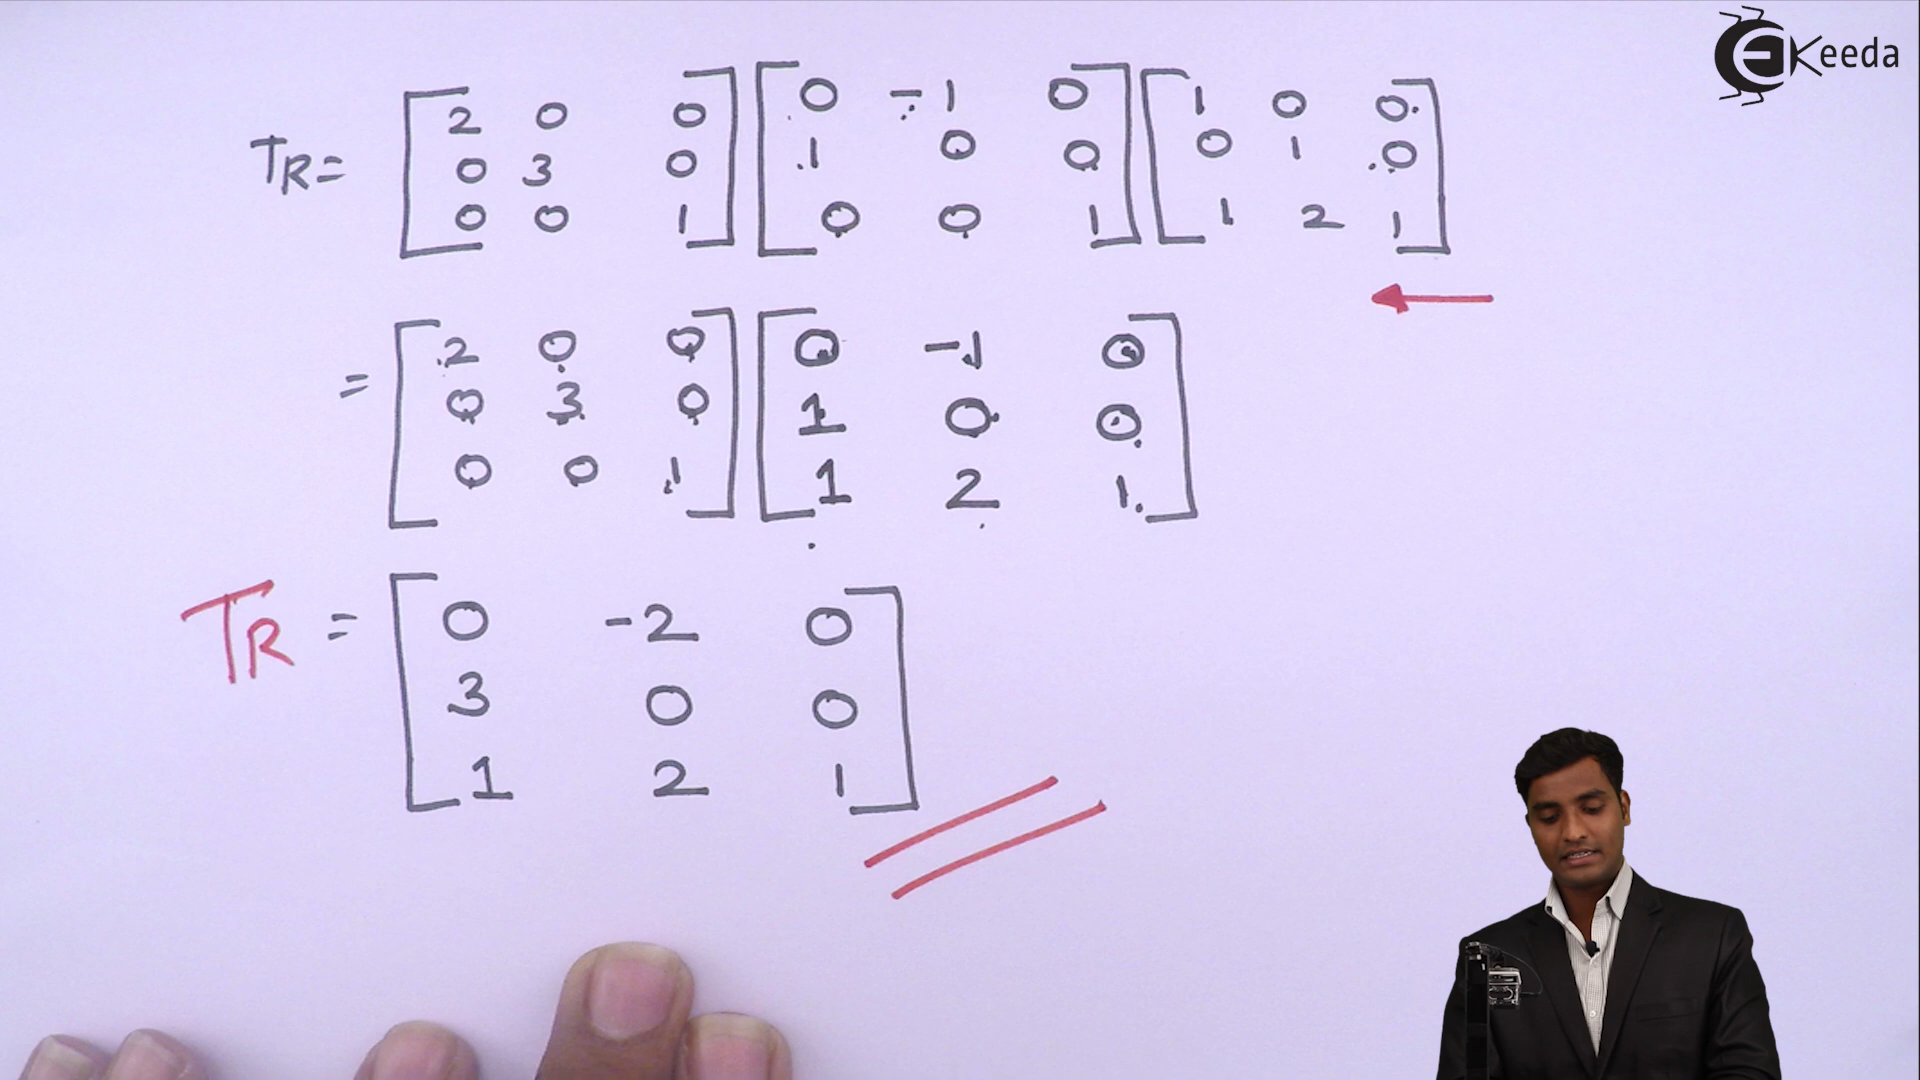 eKeeda
TR= [2 0 0] [0 -1 0] [1 0 0]
[0 3 0] [1 0 0] [0 1 0]
[0 0 1] [0 0 1] [1 2 1]
= [2 0 0] [0 -1 0]
[0 3 0] [1 0 0]
[0 0 1] [1 2 1]
TR = [0 -2 0]
[3 0 0]
[1 2 1]